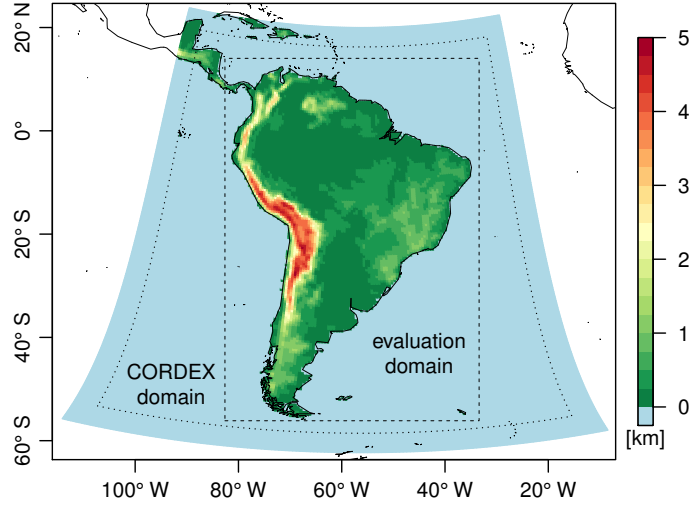 20° N
0°
20° S
40° S
60° S
100° W
80° W
60° W
40° W
20° W
CORDEX
domain
evaluation
domain
5
4
3
2
1
0
[km]